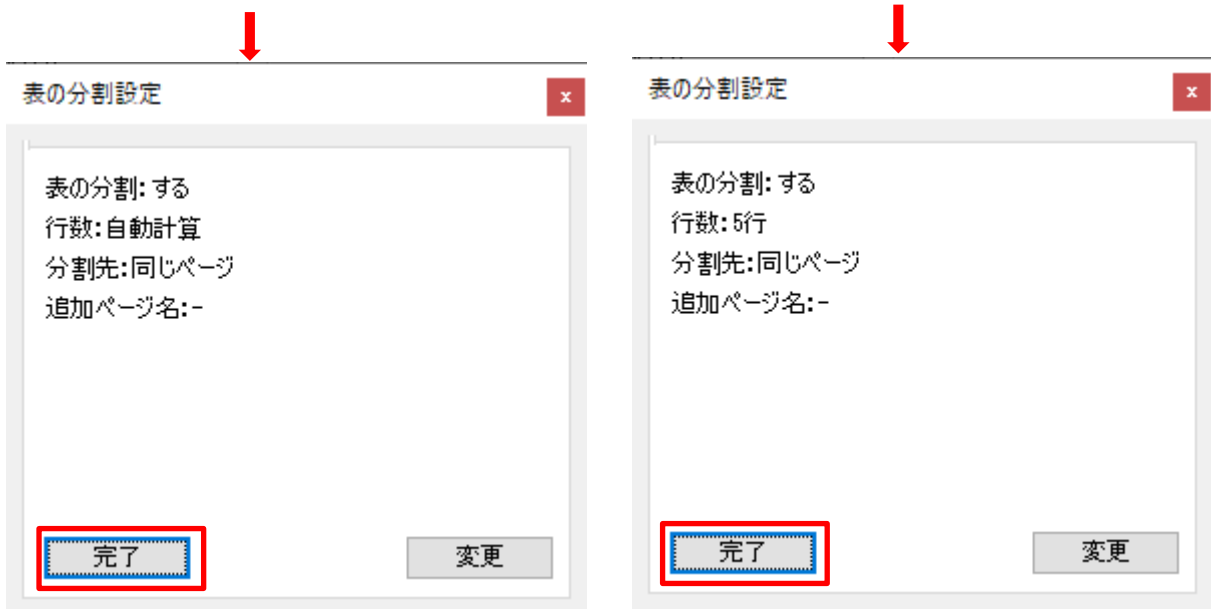 表の分割設定
x
表の分割: する
行数:自動計算
分割先:同じページ
追加ページ名:-
完了
変更
表の分割設定
x
表の分割: する
行数:5行
分割先:同じページ
追加ページ名:-
完了
変更